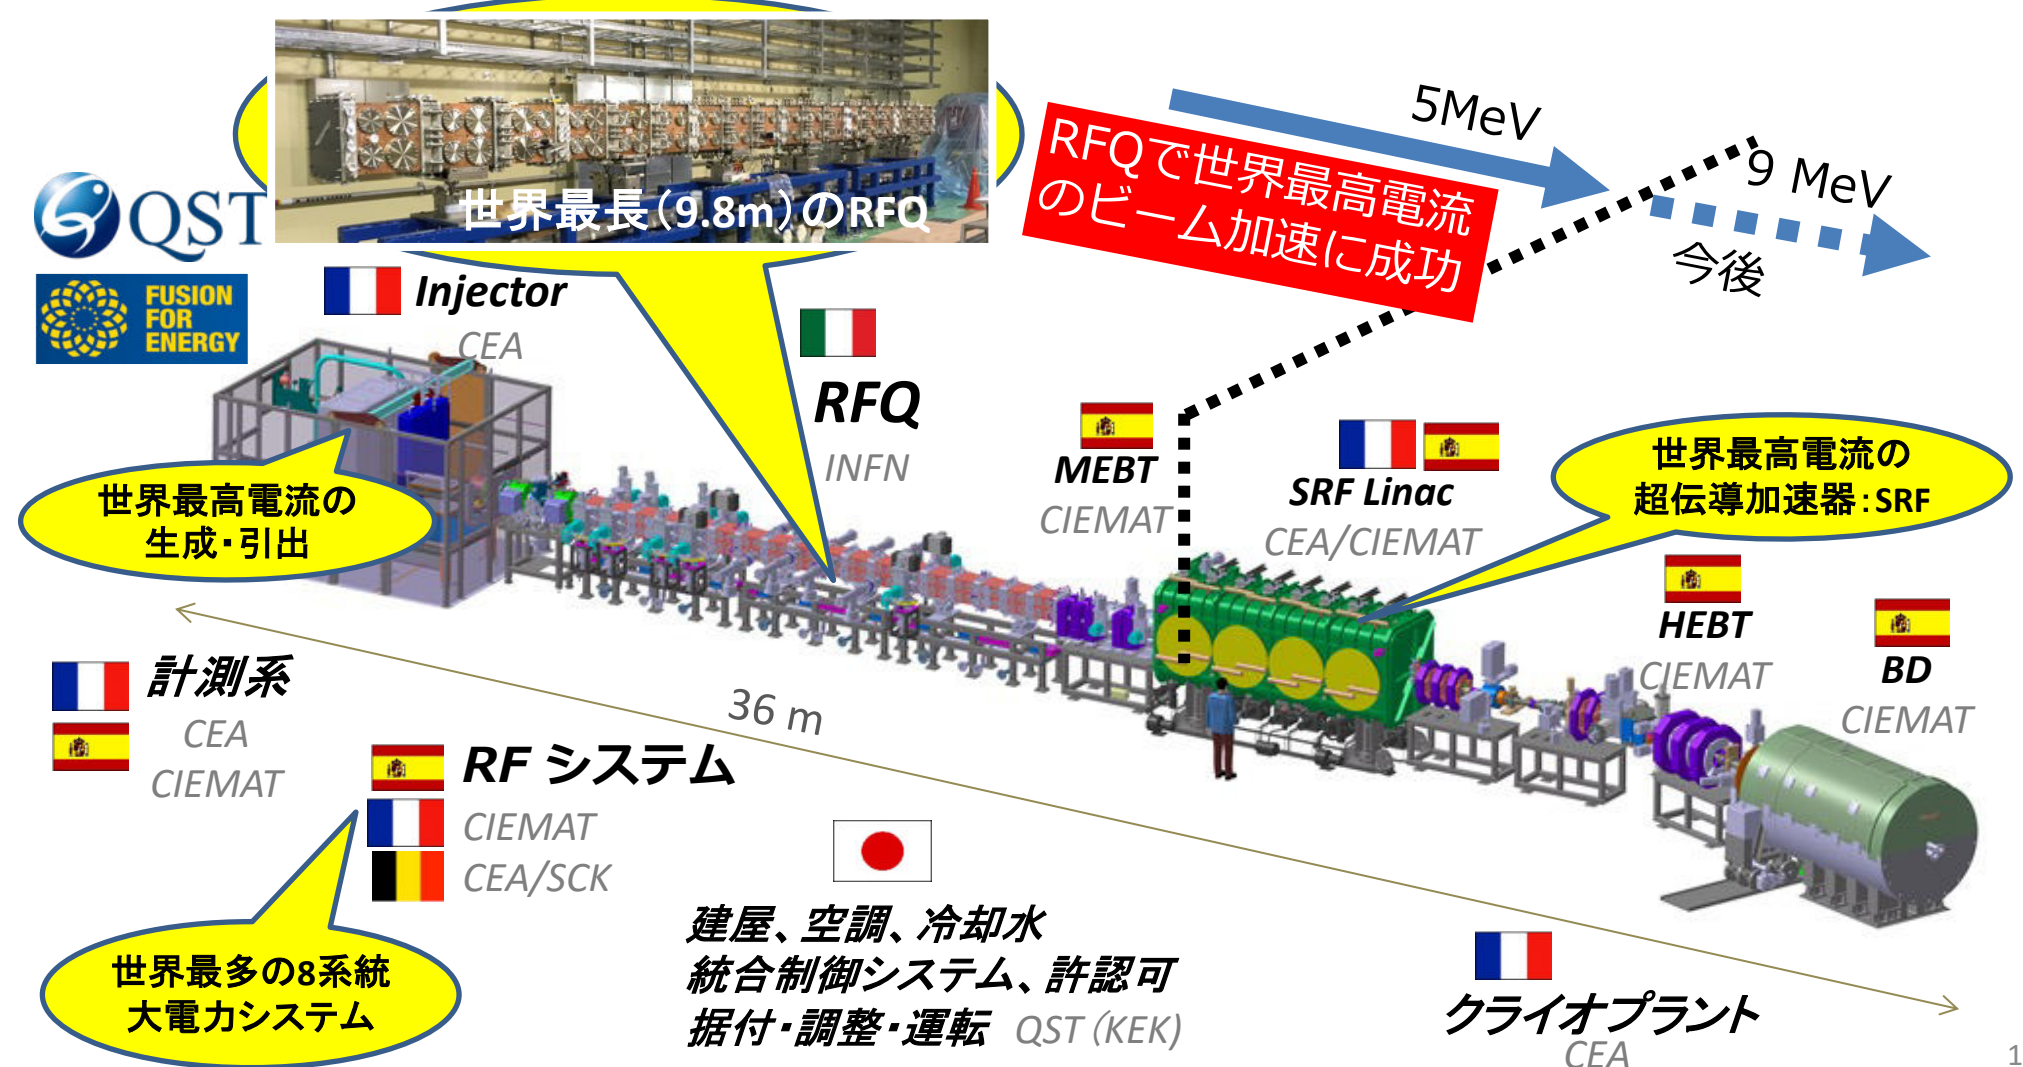 世界最長（9.8m）のRFQ
QST
FUSION
FOR
ENERGY
5MeV
9 MeV
今後
RFQで世界最高電流
のビーム加速に成功
Injector
CEA
RFQ
INFN
MEBT
CIEMAT
SRF Linac
CEA/CIEMAT
世界最高電流の
超伝導加速器：SRF
世界最高電流の
生成・引出
HEBT
CIEMAT
BD
CIEMAT
36 m
計測系
CEA
CIEMAT
RF システム
CIEMAT
CEA/SCK
世界最多の8系統
大電力システム
建屋、空調、冷却水
統合制御システム、許認可
据付・調整・運転 QST（KEK）
クライオプラント
CEA
1